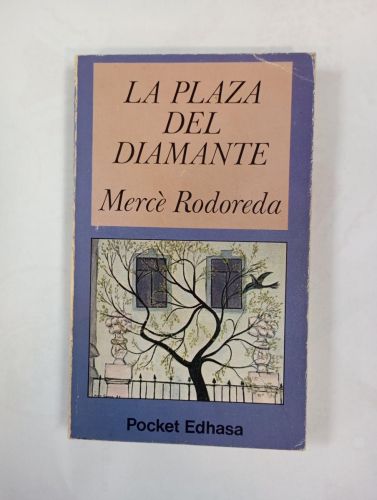 LA PLAZA
DEL
DIAMANTE
Mercè Rodoreda
Pocket Edhasa